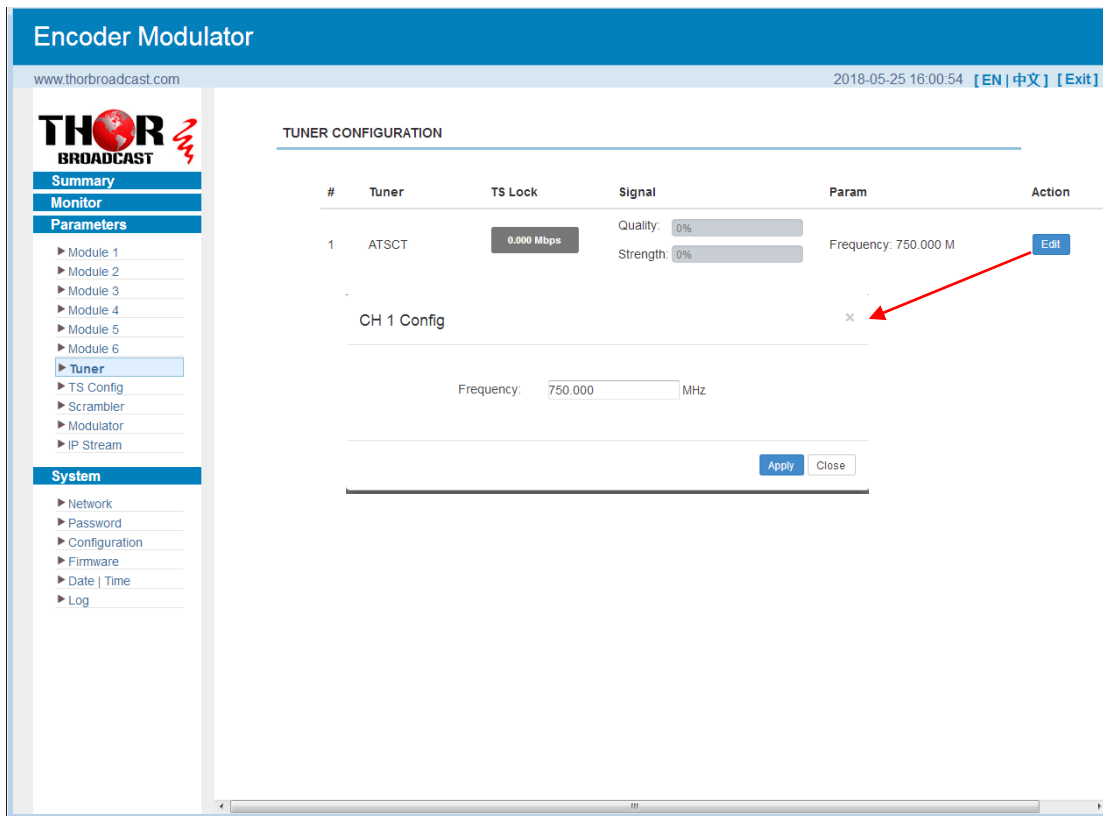 Encoder Modulator
www.thorbroadcast.com
2018-05-25 16:00:54 [ EN | 中文 ] [ Exit ]
THOR
BROADCAST
Summary
Monitor
Parameters
Module 1
Module 2
Module 3
Module 4
Module 5
Module 6
Tuner
TS Config
Scrambler
Modulator
IP Stream
System
Network
Password
Configuration
Firmware
Date | Time
Log
TUNER CONFIGURATION
# Tuner TS Lock Signal Param Action
1 ATSCT 0.000 Mbps Quality: 0% Strength: 0% Frequency: 750.000 M Edit
CH 1 Config ×
Frequency: 750.000 MHz
Apply Close